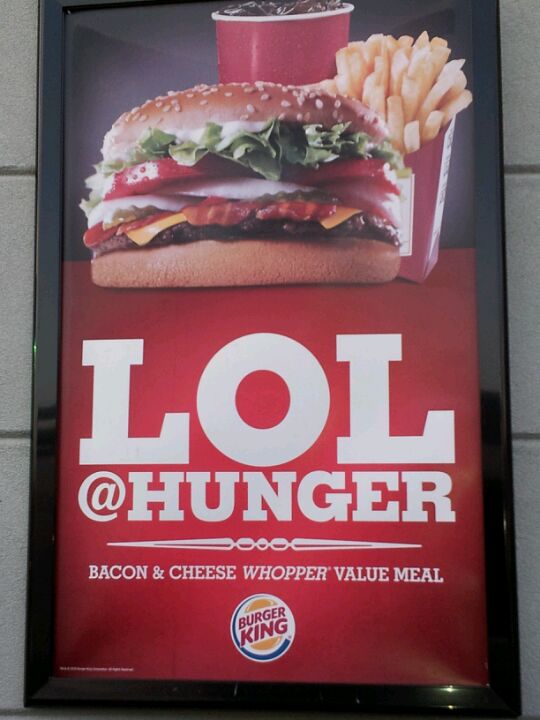 LOL
@HUNGER
BACON & CHEESE WHOPPER® VALUE MEAL
BURGER
KING